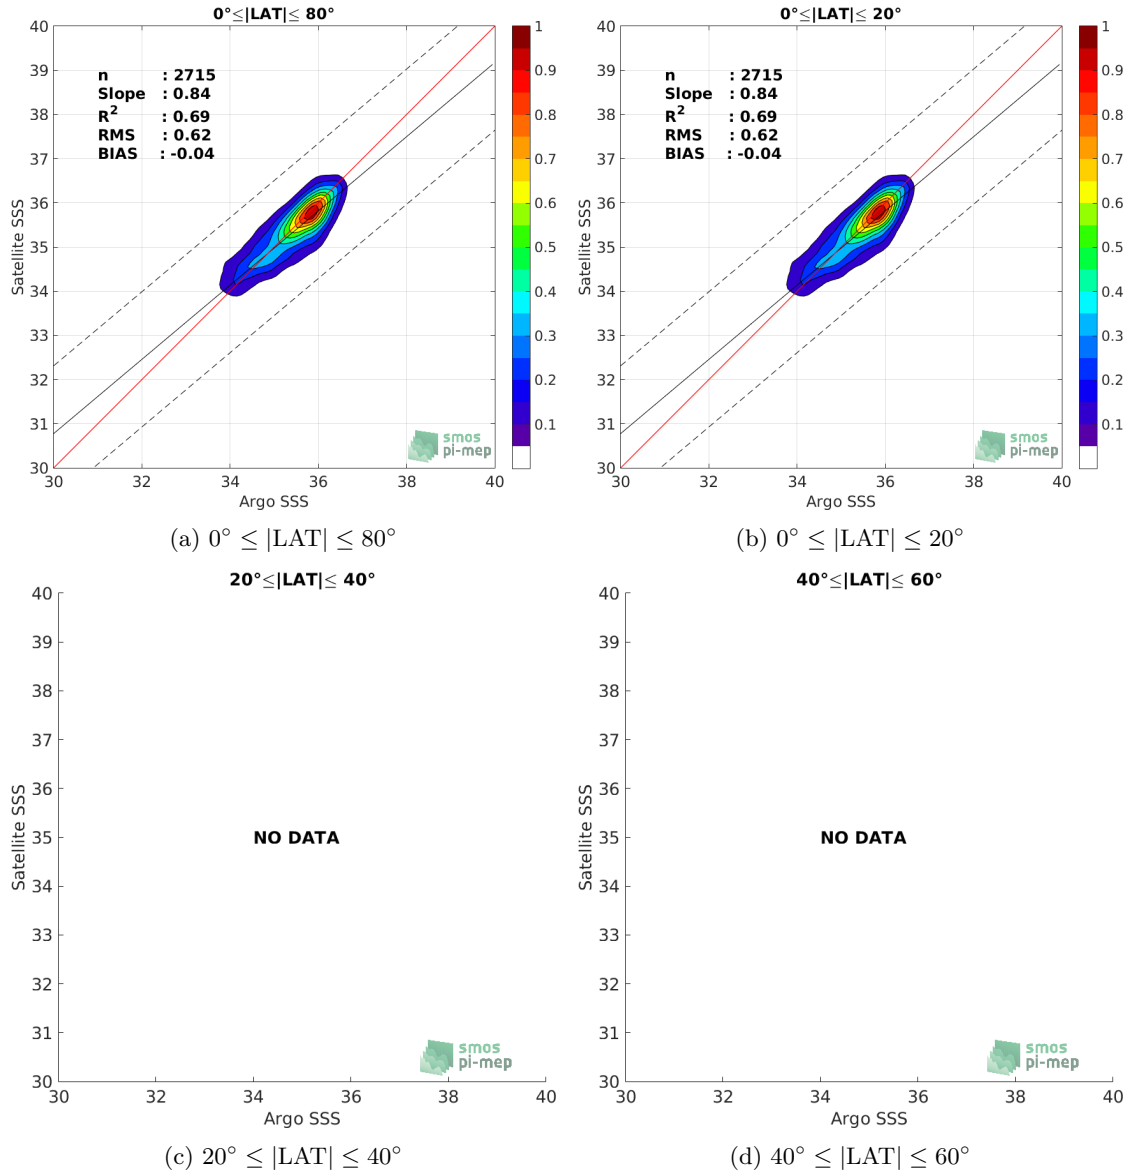 0°≤|LAT|≤ 80°
40
39
38
37
36
35
34
33
32
31
30
Satellite SSS
n : 2715
Slope : 0.84
R² : 0.69
RMS : 0.62
BIAS : -0.04
smos
pi-mep
30 32 34 36 38 40
Argo SSS
1
0.9
0.8
0.7
0.6
0.5
0.4
0.3
0.2
0.1
(a) 0° ≤ |LAT| ≤ 80°
0°≤|LAT|≤ 20°
40
39
38
37
36
35
34
33
32
31
30
Satellite SSS
n : 2715
Slope : 0.84
R² : 0.69
RMS : 0.62
BIAS : -0.04
smos
pi-mep
30 32 34 36 38 40
Argo SSS
1
0.9
0.8
0.7
0.6
0.5
0.4
0.3
0.2
0.1
(b) 0° ≤ |LAT| ≤ 20°
20°≤|LAT|≤ 40°
40
39
38
37
36
35
34
33
32
31
30
Satellite SSS
NO DATA
smos
pi-mep
30 32 34 36 38 40
Argo SSS
(c) 20° ≤ |LAT| ≤ 40°
40°≤|LAT|≤ 60°
40
39
38
37
36
35
34
33
32
31
30
Satellite SSS
NO DATA
smos
pi-mep
30 32 34 36 38 40
Argo SSS
(d) 40° ≤ |LAT| ≤ 60°